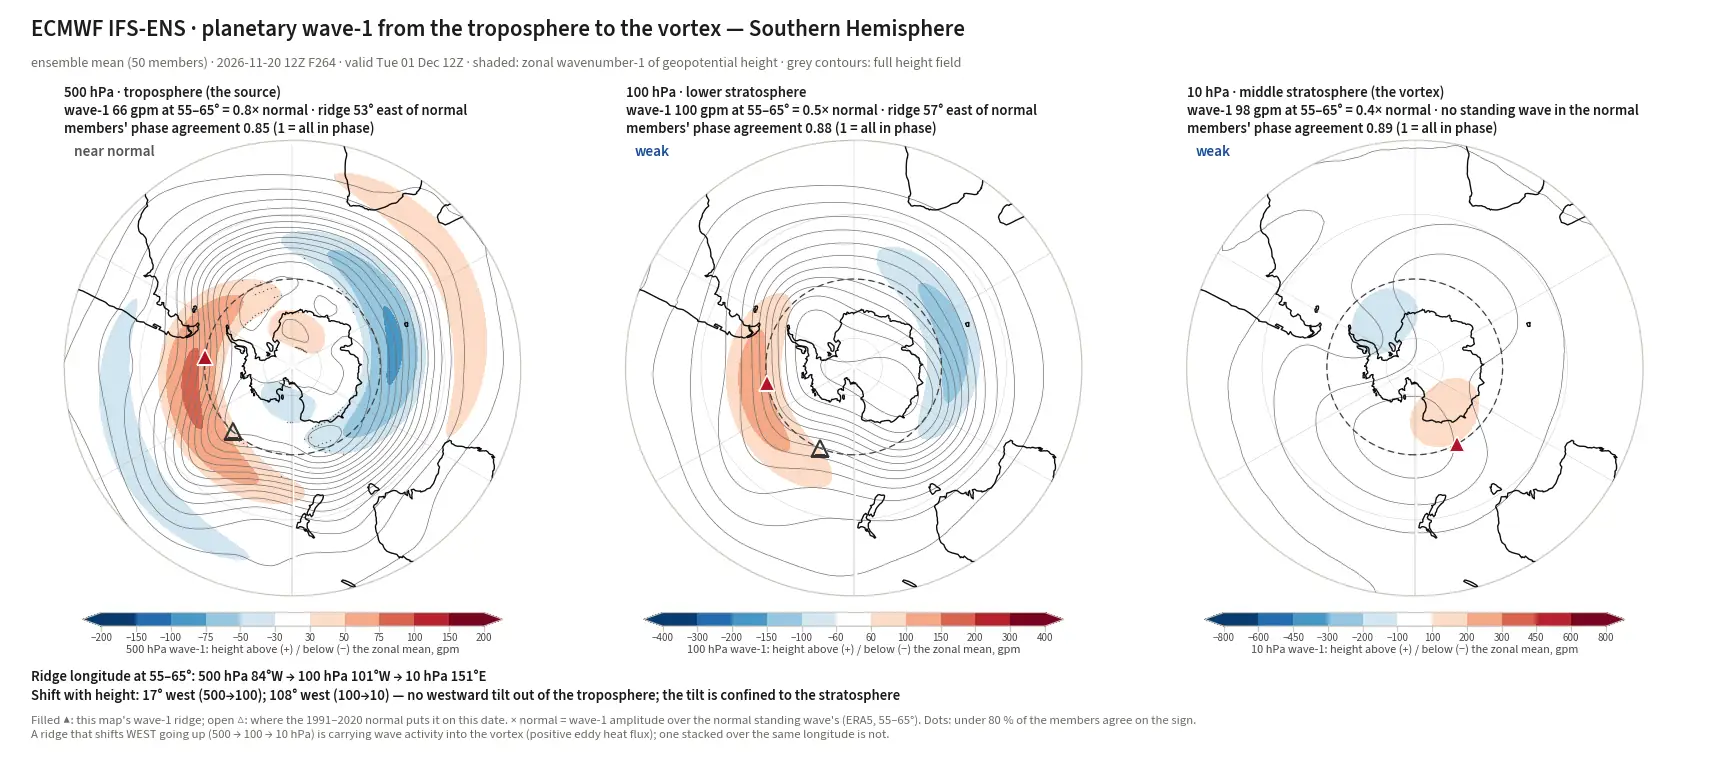 ECMWF IFS-ENS · planetary wave-1 from the troposphere to the vortex — Southern Hemisphere
ensemble mean (50 members) · 2026-11-20 12Z F264 · valid Tue 01 Dec 12Z · shaded: zonal wavenumber-1 of geopotential height · grey contours: full height field
500 hPa · troposphere (the source)
wave-1 66 gpm at 55–65° = 0.8× normal · ridge 53° east of normal
members' phase agreement 0.85 (1 = all in phase)
near normal
100 hPa · lower stratosphere
wave-1 100 gpm at 55–65° = 0.5× normal · ridge 57° east of normal
members' phase agreement 0.88 (1 = all in phase)
weak
10 hPa · middle stratosphere (the vortex)
wave-1 98 gpm at 55–65° = 0.4× normal · no standing wave in the normal
members' phase agreement 0.89 (1 = all in phase)
weak
−200 −150 −100 −75 −50 −30 30 50 75 100 150 200
500 hPa wave-1: height above (+) / below (−) the zonal mean, gpm
−400 −300 −200 −150 −100 −60 60 100 150 200 300 400
100 hPa wave-1: height above (+) / below (−) the zonal mean, gpm
−800 −600 −450 −300 −200 −100 100 200 300 450 600 800
10 hPa wave-1: height above (+) / below (−) the zonal mean, gpm
Ridge longitude at 55–65°: 500 hPa 84°W → 100 hPa 101°W → 10 hPa 151°E
Shift with height: 17° west (500→100); 108° west (100→10) — no westward tilt out of the troposphere; the tilt is confined to the stratosphere
Filled ▲: this map's wave-1 ridge; open △: where the 1991–2020 normal puts it on this date. × normal = wave-1 amplitude over the normal standing wave's (ERA5, 55–65°). Dots: under 80 % of the members agree on the sign.
A ridge that shifts WEST going up (500 → 100 → 10 hPa) is carrying wave activity into the vortex (positive eddy heat flux); one stacked over the same longitude is not.